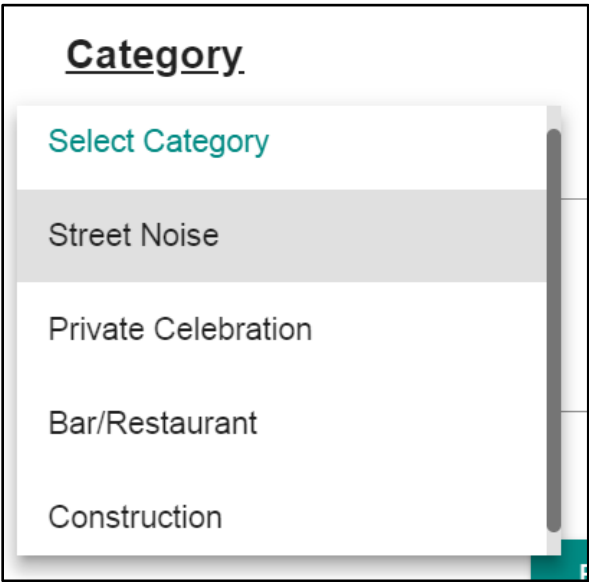 Category
Select Category
Street Noise
Private Celebration
Bar/Restaurant
Construction